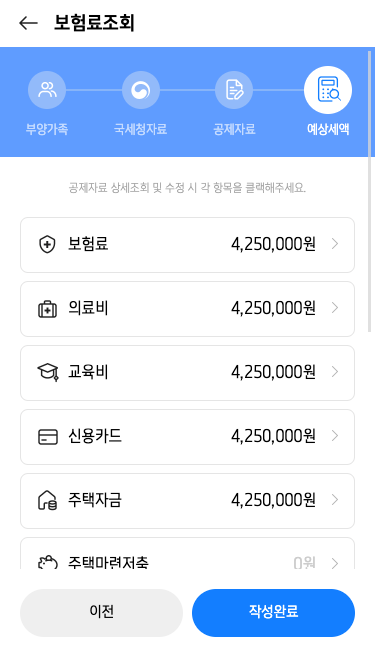 보험료조회
부양가족
국세청자료
공제자료
예상세액
공제자료 상세조회 및 수정 시 각 항목을 클랙해주세요.
보험료 4,250,000원
의료비 4,250,000원
교육비 4,250,000원
신용카드 4,250,000원
주택자금 4,250,000원
주택마련저축 0원
이전
작성완료